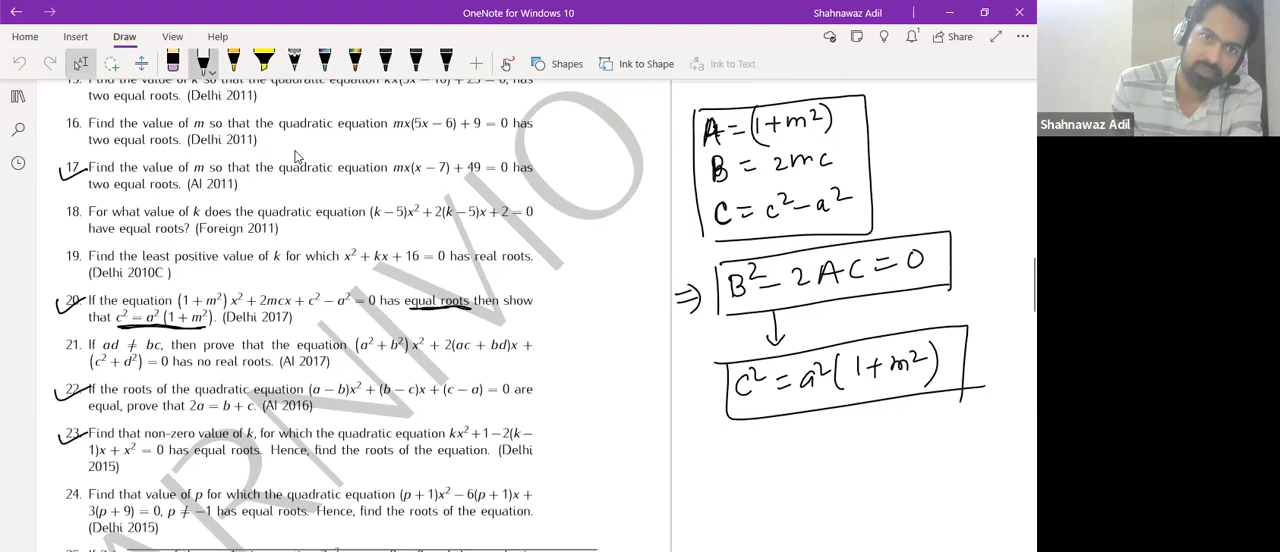 OneNote for Windows 10
Shahnawaz Adil
Home Insert Draw View Help
Share
Shapes
Ink to Shape
Ink to Text
two equal roots. (Delhi 2011)
16. Find the value of m so that the quadratic equation mx(5x − 6) + 9 = 0 has
two equal roots. (Delhi 2011)
17. Find the value of m so that the quadratic equation mx(x − 7) + 49 = 0 has
two equal roots. (AI 2011)
18. For what value of k does the quadratic equation (k − 5)x² + 2(k − 5)x + 2 = 0
have equal roots? (Foreign 2011)
19. Find the least positive value of k for which x² + kx + 16 = 0 has real roots.
(Delhi 2010C )
20. If the equation (1 + m²) x² + 2mcx + c² − a² = 0 has equal roots then show
that c² = a² (1 + m²). (Delhi 2017)
21. If ad ≠ bc, then prove that the equation (a² + b²) x² + 2(ac + bd)x +
(c² + d²) = 0 has no real roots. (AI 2017)
22. If the roots of the quadratic equation (a − b)x² + (b − c)x + (c − a) = 0 are
equal, prove that 2a = b + c. (AI 2016)
23. Find that non-zero value of k, for which the quadratic equation kx² + 1 − 2(k −
1)x + x² = 0 has equal roots. Hence, find the roots of the equation. (Delhi
2015)
24. Find that value of p for which the quadratic equation (p + 1)x² − 6(p + 1)x +
3(p + 9) = 0, p ≠ −1 has equal roots. Hence, find the roots of the equation.
(Delhi 2015)
A = (1 + m²)
B = 2mc
C = c² − a²
⇒ B² − 2AC = 0
c² = a² (1 + m²)
Shahnawaz Adil